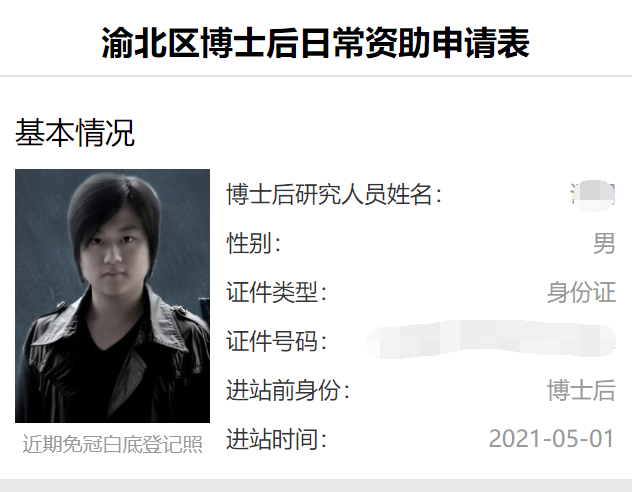 渝北区博士后日常资助申请表
基本情况
博士后研究人员姓名：
性别： 男
证件类型： 身份证
证件号码：
进站前身份： 博士后
进站时间： 2021-05-01
近期免冠白底登记照